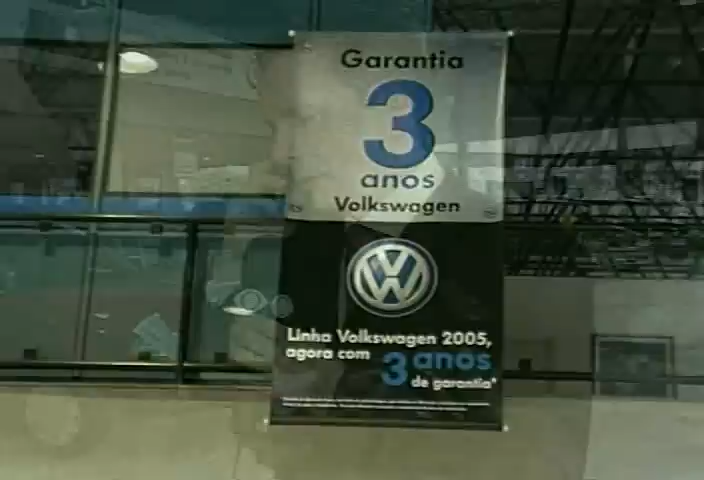 Garantia
3
anos
Volkswagen
Linha Volkswagen 2005,
agora com 3 anos
de garantia*